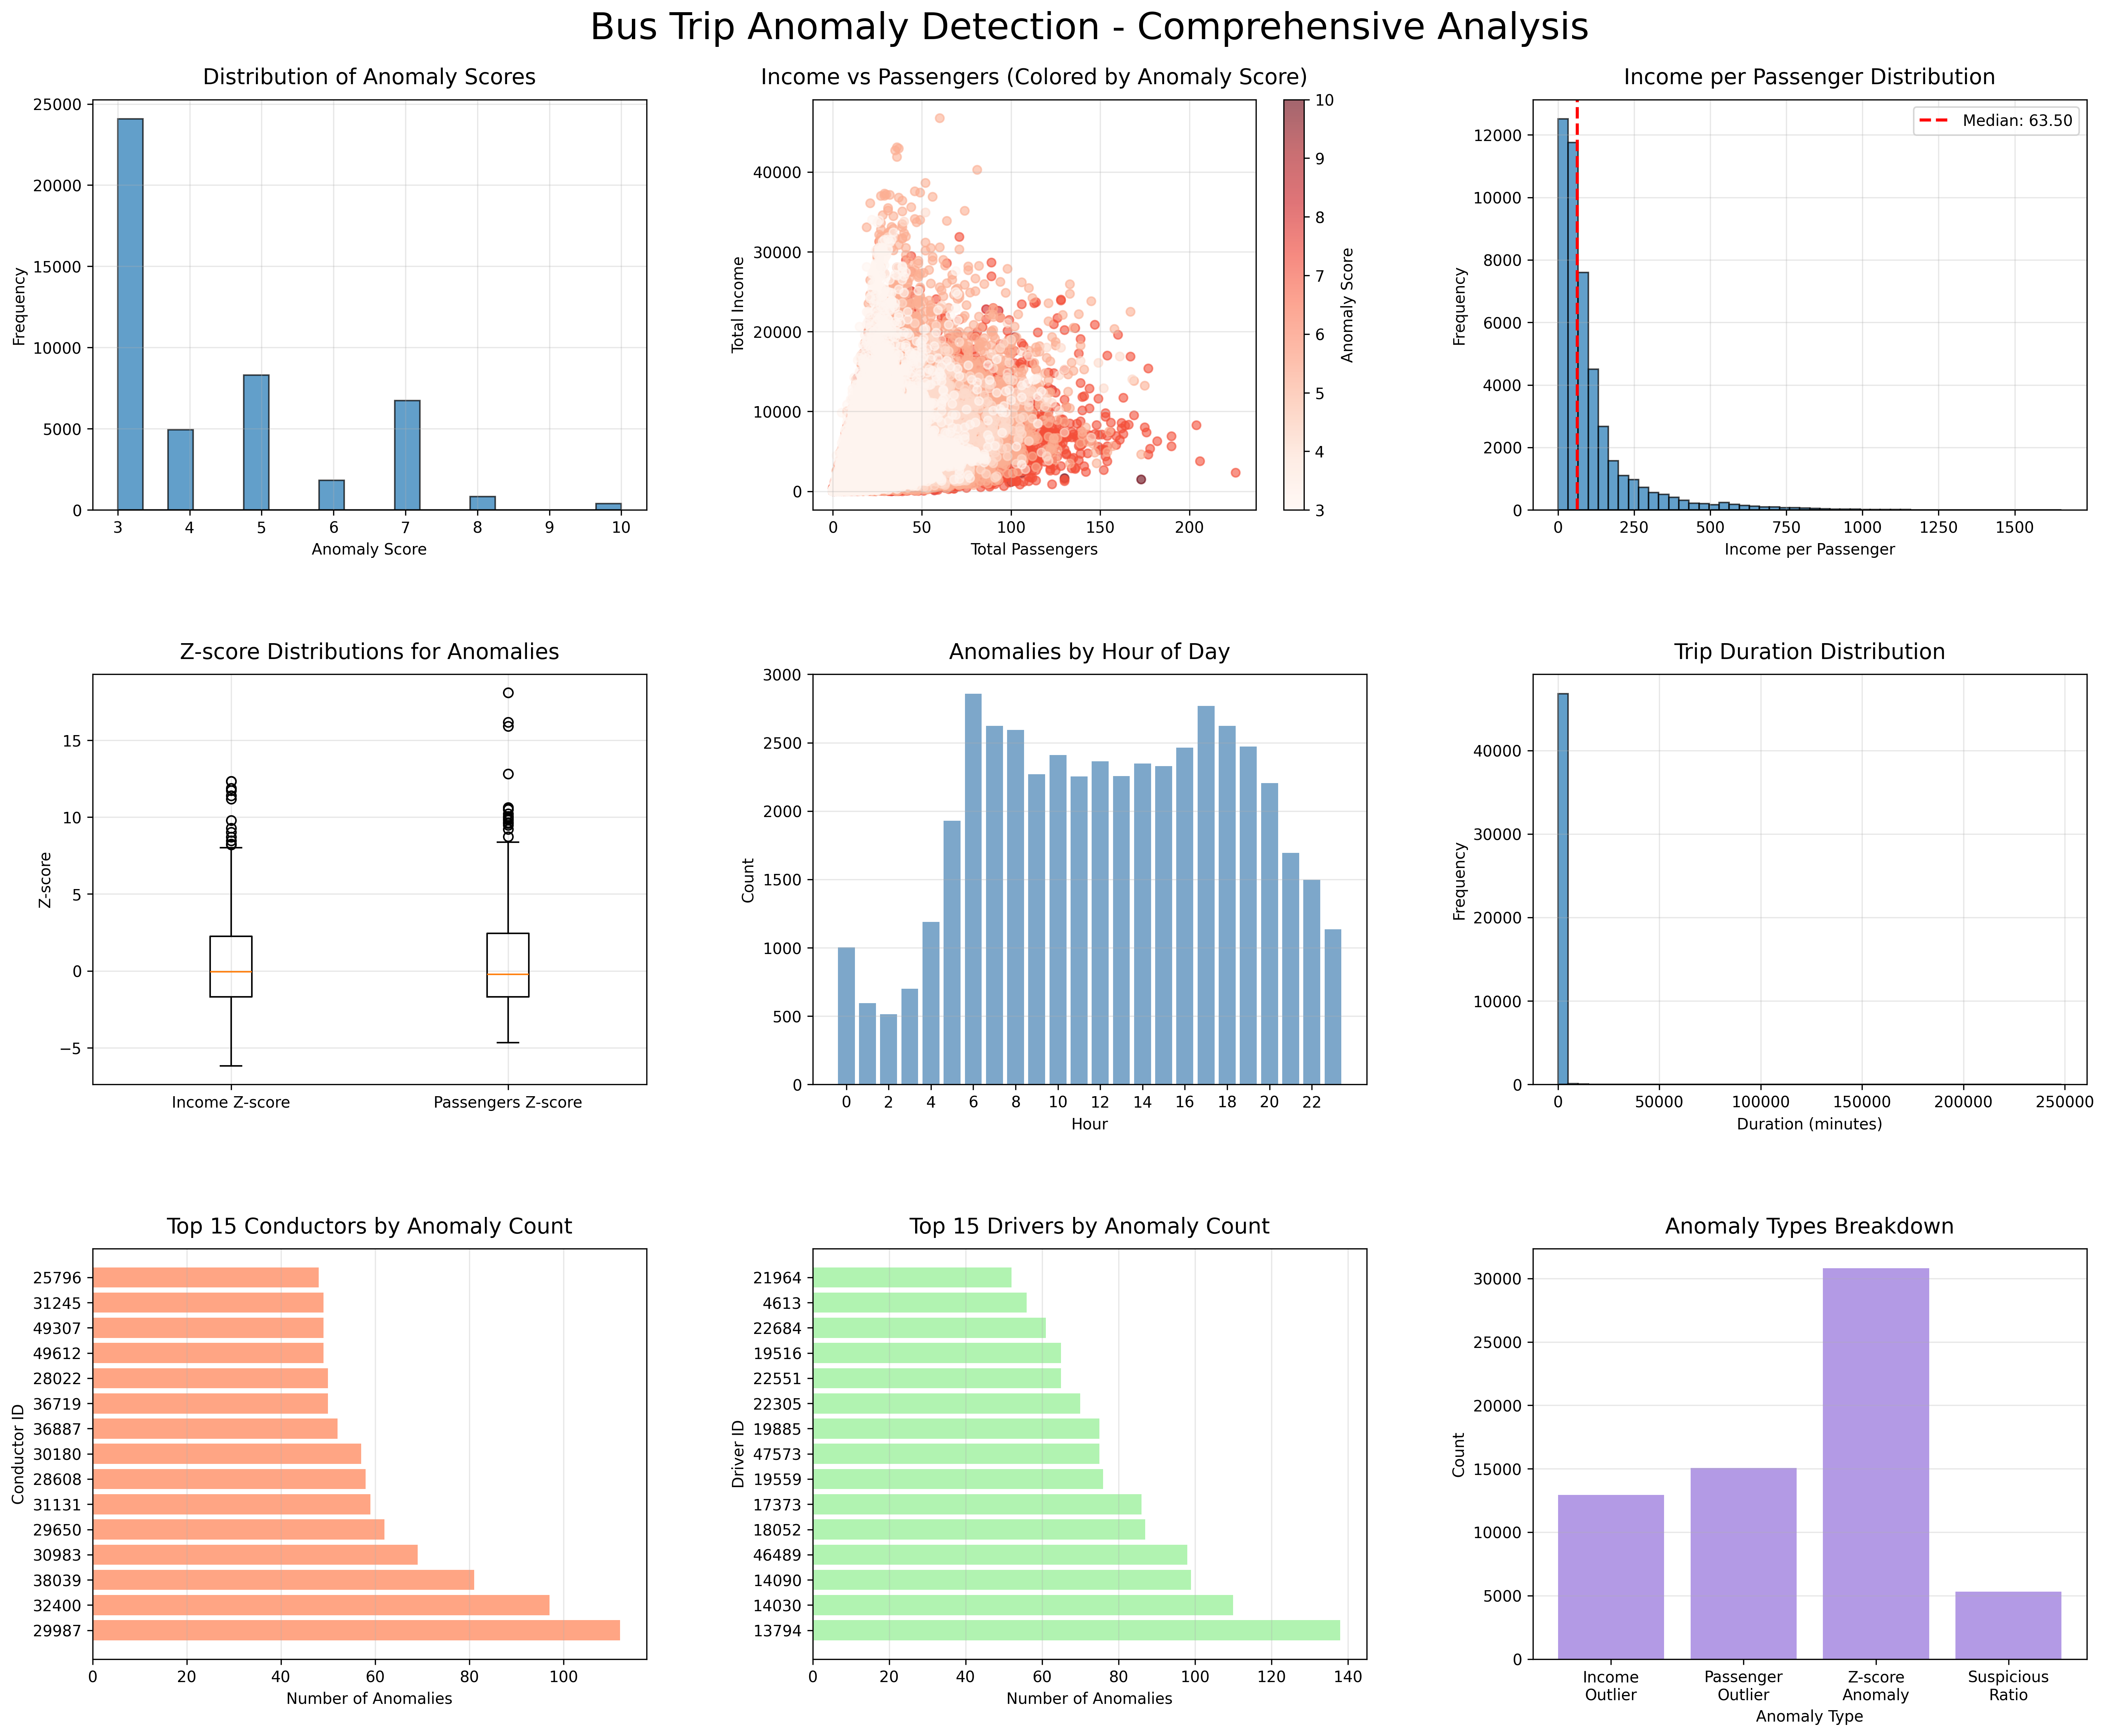 Bus Trip Anomaly Detection - Comprehensive Analysis
Distribution of Anomaly Scores
25000
20000
15000
10000
5000
0
Frequency
3 4 5 6 7 8 9 10
Anomaly Score
Income vs Passengers (Colored by Anomaly Score)
40000
30000
20000
10000
0
Total Income
0 50 100 150 200
Total Passengers
10
9
8
7
6
5
4
3
Anomaly Score
Income per Passenger Distribution
Median: 63.50
12000
10000
8000
6000
4000
2000
0
Frequency
0 250 500 750 1000 1250 1500
Income per Passenger
Z-score Distributions for Anomalies
15
10
5
0
−5
Z-score
Income Z-score Passengers Z-score
Anomalies by Hour of Day
3000
2500
2000
1500
1000
500
0
Count
0 2 4 6 8 10 12 14 16 18 20 22
Hour
Trip Duration Distribution
40000
30000
20000
10000
0
Frequency
0 50000 100000 150000 200000 250000
Duration (minutes)
Top 15 Conductors by Anomaly Count
25796
31245
49307
49612
28022
36719
36887
30180
28608
31131
29650
30983
38039
32400
29987
Conductor ID
0 20 40 60 80 100
Number of Anomalies
Top 15 Drivers by Anomaly Count
21964
4613
22684
19516
22551
22305
19885
47573
19559
17373
18052
46489
14090
14030
13794
Driver ID
0 20 40 60 80 100 120 140
Number of Anomalies
Anomaly Types Breakdown
30000
25000
20000
15000
10000
5000
0
Count
Income Passenger Z-score Suspicious
Outlier Outlier Anomaly Ratio
Anomaly Type